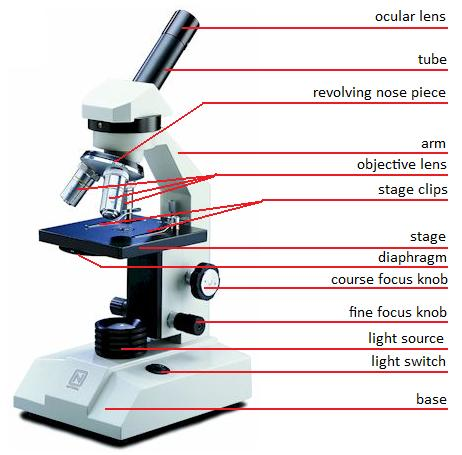 ocular lens
tube
revolving nose piece
arm
objective lens
stage clips
stage
diaphragm
course focus knob
fine focus knob
light source
light switch
base
N